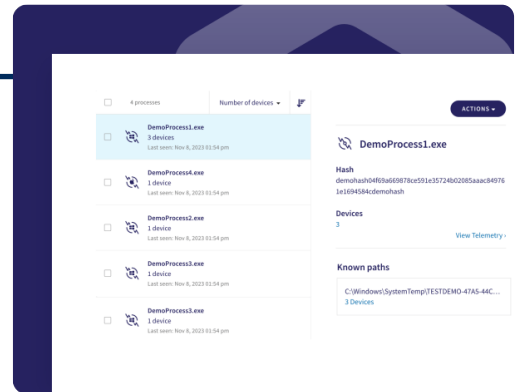 4 processes
Number of devices
DemoProcess1.exe
3 devices
Last seen: Nov 8, 2023 01:54 pm
DemoProcess4.exe
1 device
Last seen: Nov 8, 2023 01:54 pm
DemoProcess2.exe
1 device
Last seen: Nov 8, 2023 01:54 pm
DemoProcess3.exe
1 device
Last seen: Nov 8, 2023 01:54 pm
DemoProcess3.exe
1 device
Last seen: Nov 8, 2023 01:54 pm
ACTIONS
DemoProcess1.exe
Hash
demohash04f69a669878ce591e35724b02085aaac84976
1e1694584cdemohash
Devices
3
View Telemetry ›
Known paths
C:\Windows\SystemTemp\TESTDEMO-47A5-44C...
3 Devices